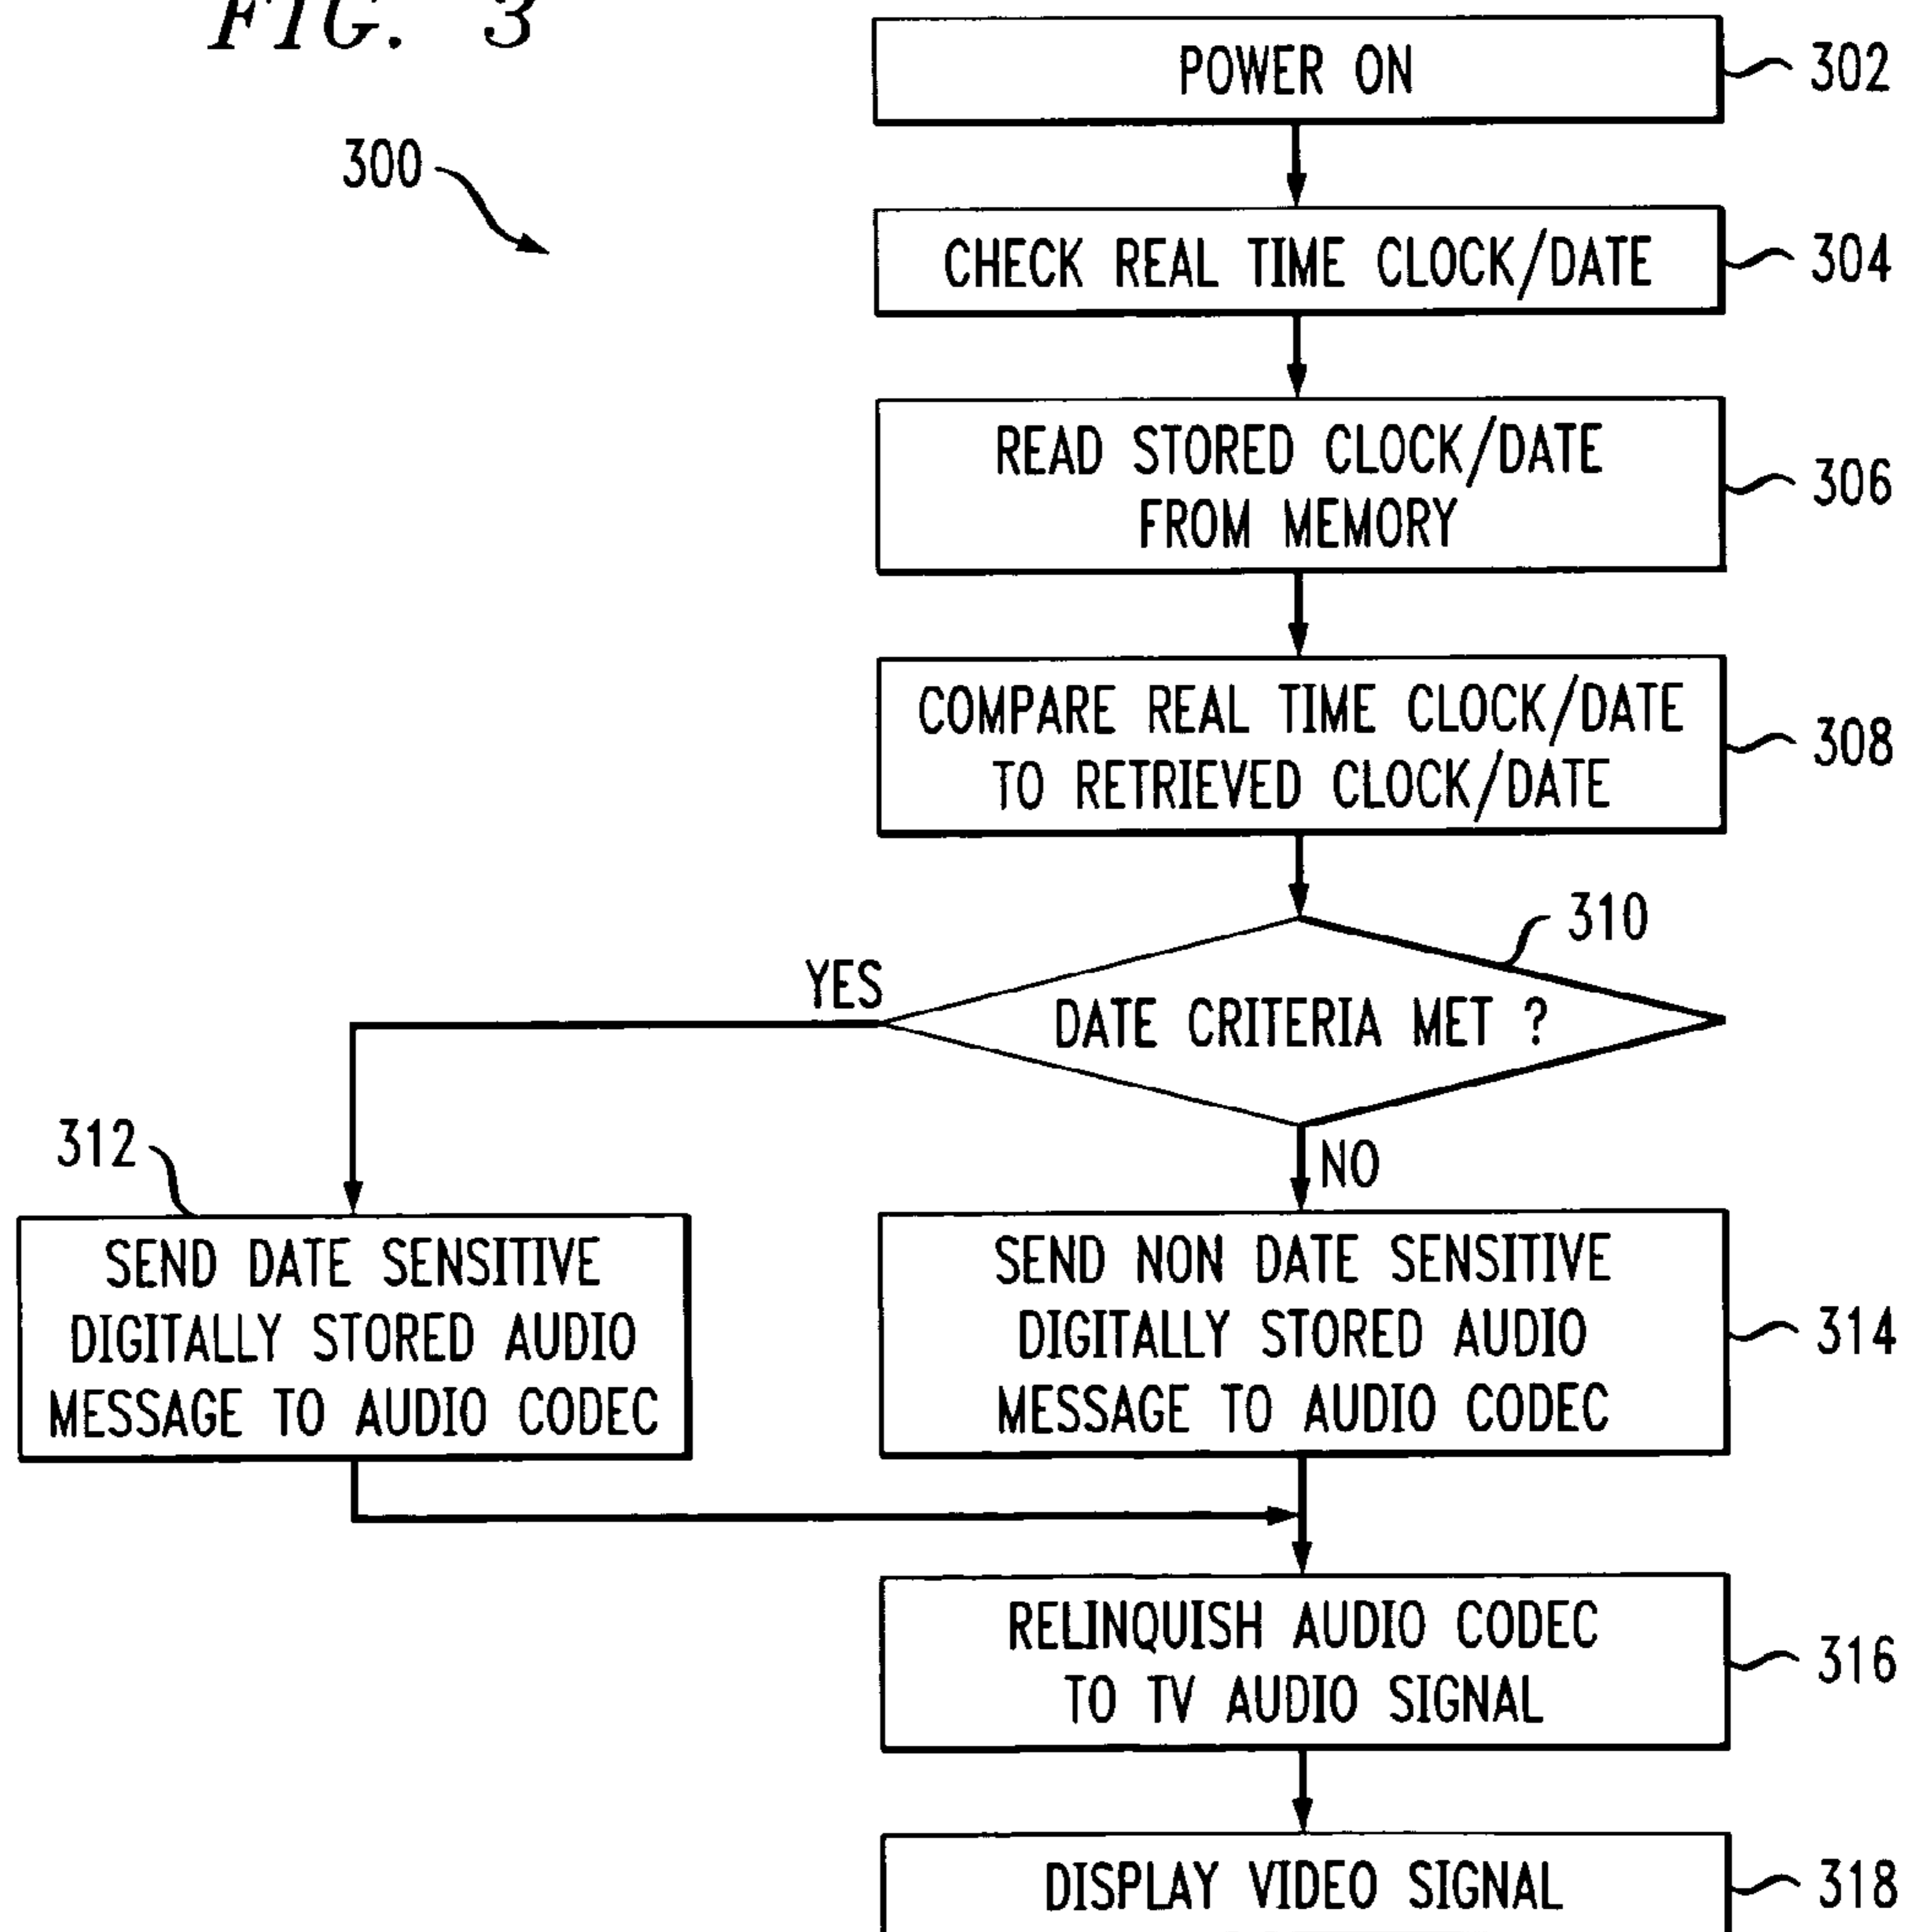 FIG. 3
POWER ON
302
300
CHECK REAL TIME CLOCK/DATE
304
READ STORED CLOCK/DATE
FROM MEMORY
306
COMPARE REAL TIME CLOCK/DATE
TO RETRIEVED CLOCK/DATE
308
310
YES
DATE CRITERIA MET ?
NO
312
SEND DATE SENSITIVE
DIGITALLY STORED AUDIO
MESSAGE TO AUDIO CODEC
SEND NON DATE SENSITIVE
DIGITALLY STORED AUDIO
MESSAGE TO AUDIO CODEC
314
RELINQUISH AUDIO CODEC
TO TV AUDIO SIGNAL
316
DISPLAY VIDEO SIGNAL
318